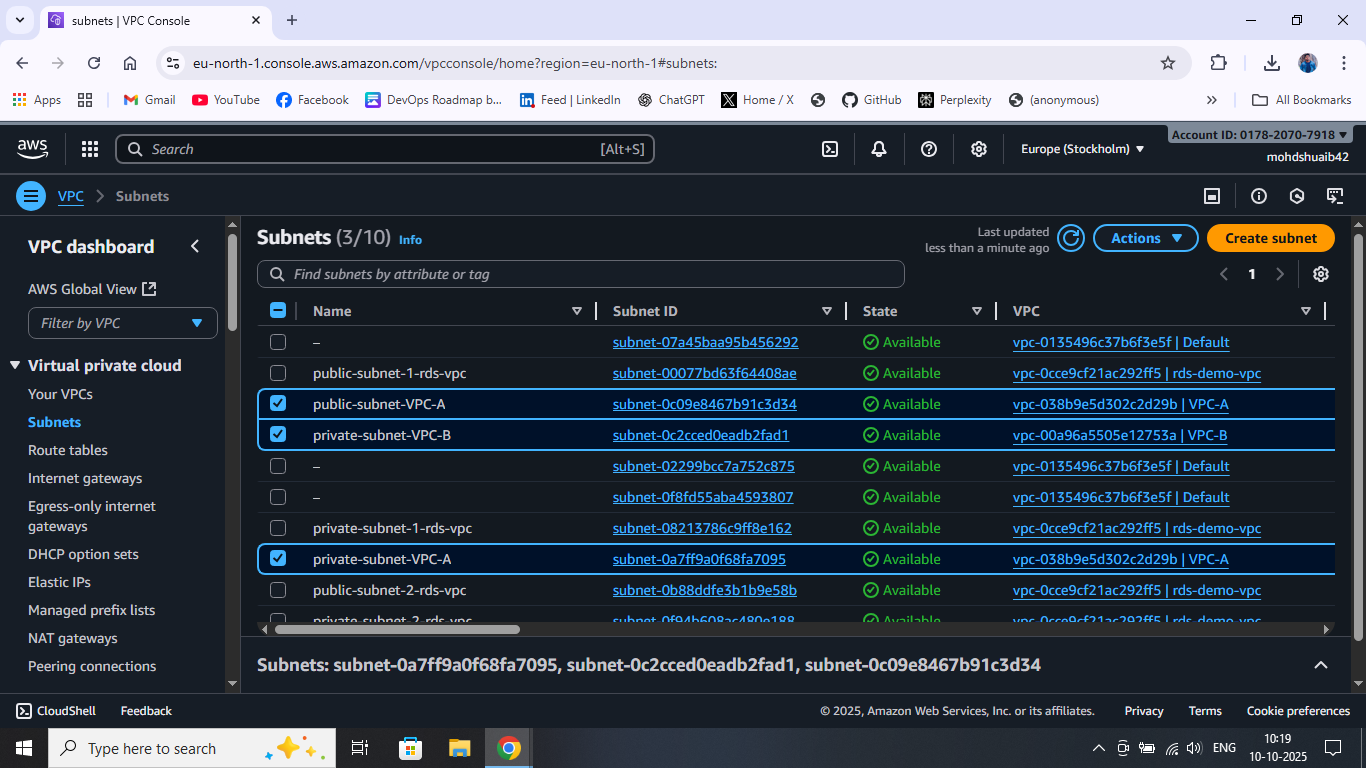 subnets | VPC Console
eu-north-1.console.aws.amazon.com/vpcconsole/home?region=eu-north-1#subnets:
Apps Gmail YouTube Facebook DevOps Roadmap b... Feed | LinkedIn ChatGPT Home / X GitHub Perplexity (anonymous) » All Bookmarks
aws Search [Alt+S] Europe (Stockholm) Account ID: 0178-2070-7918
mohdshuaib42
VPC Subnets
VPC dashboard
AWS Global View
Filter by VPC
Virtual private cloud
Your VPCs
Subnets
Route tables
Internet gateways
Egress-only internet
gateways
DHCP option sets
Elastic IPs
Managed prefix lists
NAT gateways
Peering connections
Subnets (3/10) Info
Last updated
less than a minute ago
Actions Create subnet
Find subnets by attribute or tag
1
Name Subnet ID State VPC
– subnet-07a45baa95b456292 Available vpc-0135496c37b6f3e5f | Default
public-subnet-1-rds-vpc subnet-00077bd63f64408ae Available vpc-0cce9cf21ac292ff5 | rds-demo-vpc
public-subnet-VPC-A subnet-0c09e8467b91c3d34 Available vpc-038b9e5d302c2d29b | VPC-A
private-subnet-VPC-B subnet-0c2cced0eadb2fad1 Available vpc-00a96a5505e12753a | VPC-B
– subnet-02299bcc7a752c875 Available vpc-0135496c37b6f3e5f | Default
– subnet-0f8fd55aba4593807 Available vpc-0135496c37b6f3e5f | Default
private-subnet-1-rds-vpc subnet-08213786c9ff8e162 Available vpc-0cce9cf21ac292ff5 | rds-demo-vpc
private-subnet-VPC-A subnet-0a7ff9a0f68fa7095 Available vpc-038b9e5d302c2d29b | VPC-A
public-subnet-2-rds-vpc subnet-0b88ddfe3b1b9e58b Available vpc-0cce9cf21ac292ff5 | rds-demo-vpc
private-subnet-2-rds-vpc subnet-0f94b608ac480e188 Available vpc-0cce9cf21ac292ff5 | rds-demo-vpc
Subnets: subnet-0a7ff9a0f68fa7095, subnet-0c2cced0eadb2fad1, subnet-0c09e8467b91c3d34
CloudShell Feedback © 2025, Amazon Web Services, Inc. or its affiliates. Privacy Terms Cookie preferences
Type here to search ENG 10:19
10-10-2025